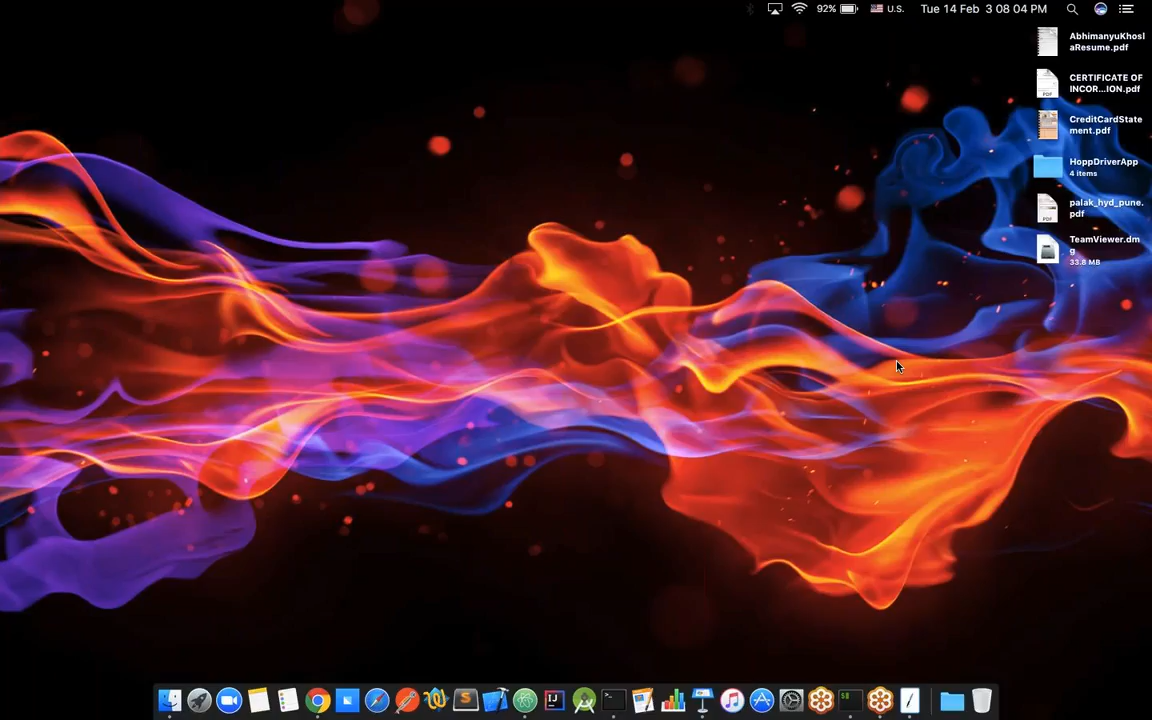 92% U.S. Tue 14 Feb 3 08 04 PM
AbhimanyuKhosl
aResume.pdf
CERTIFICATE OF
INCOR...ION.pdf
CreditCardState
ment.pdf
HoppDriverApp
4 items
palak_hyd_pune.
pdf
TeamViewer.dm
g
33.8 MB